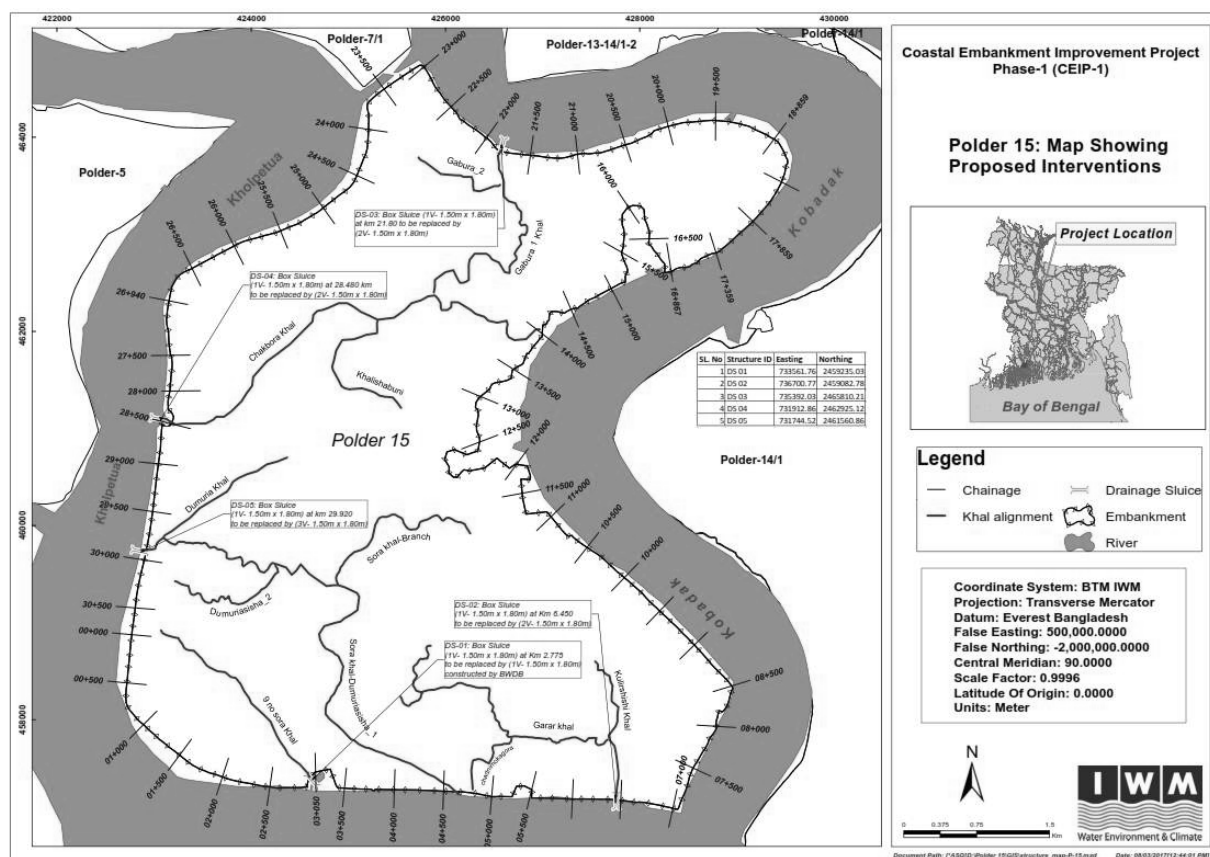 422000 424000 426000 428000 430000
464000
462000
460000
458000
Polder-7/1
Polder-13-14/1-2
Polder-14/1
Polder-5
Polder-14/1
Polder 15
Kholpetua
Kholpetua
Kobadak
Kobadak
23+500
23+000
22+500
22+000
21+500
21+000
20+500
20+000
19+500
18+859
17+859
17+359
16+867
16+500
16+000
15+500
15+000
14+500
14+000
13+500
13+000
12+500
12+000
11+500
11+000
10+500
10+000
08+500
08+000
07+500
07+000
05+500
05+000
04+500
04+000
03+500
03+050
02+500
02+000
01+500
01+000
00+500
00+000
30+500
30+000
29+500
29+000
28+500
28+000
27+500
26+940
26+500
26+000
25+500
25+000
24+500
24+000
Gabura_2
Gabura 1 Khal
Chakbora Khal
Khalishabuni
Dumuria Khal
Sora khal-Branch
Dumuriasisha_2
Sora khal-Dumuriasisha_1
9 no sora Khal
Garar khal
Kulirshishi Khal
DS-03: Box Sluice (1V- 1.50m x 1.80m)
at km 21.80 to be replaced by
(2V- 1.50m x 1.80m)
DS-04: Box Sluice
(1V- 1.50m x 1.80m) at 28.480 km
to be replaced by (2V- 1.50m x 1.80m)
DS-05: Box Sluice
(1V- 1.50m x 1.80m) at km 29.920
to be replaced by (3V- 1.50m x 1.80m)
DS-02: Box Sluice
(1V- 1.50m x 1.80m) at Km 6.450
to be replaced by (2V- 1.50m x 1.80m)
DS-01: Box Sluice
(1V- 1.50m x 1.80m) at Km 2.775
to be replaced by (1V- 1.50m x 1.80m)
constructed by BWDB
SL. No Structure ID Easting Northing
1 DS 01 733561.76 2459235.03
2 DS 02 736700.77 2459082.78
3 DS 03 735392.03 2465810.21
4 DS 04 731912.86 2462925.12
5 DS 05 731744.52 2461560.86
Coastal Embankment Improvement Project
Phase-1 (CEIP-1)
Polder 15: Map Showing
Proposed Interventions
Project Location
Bay of Bengal
Legend
Chainage
Drainage Sluice
Khal alignment
Embankment
River
Coordinate System: BTM IWM
Projection: Transverse Mercator
Datum: Everest Bangladesh
False Easting: 500,000.0000
False Northing: -2,000,000.0000
Central Meridian: 90.0000
Scale Factor: 0.9996
Latitude Of Origin: 0.0000
Units: Meter
N
0 0.375 0.75 1.5
Km
IWM
Water Environment & Climate
Date: 08/03/2017(12:44:01 PM)